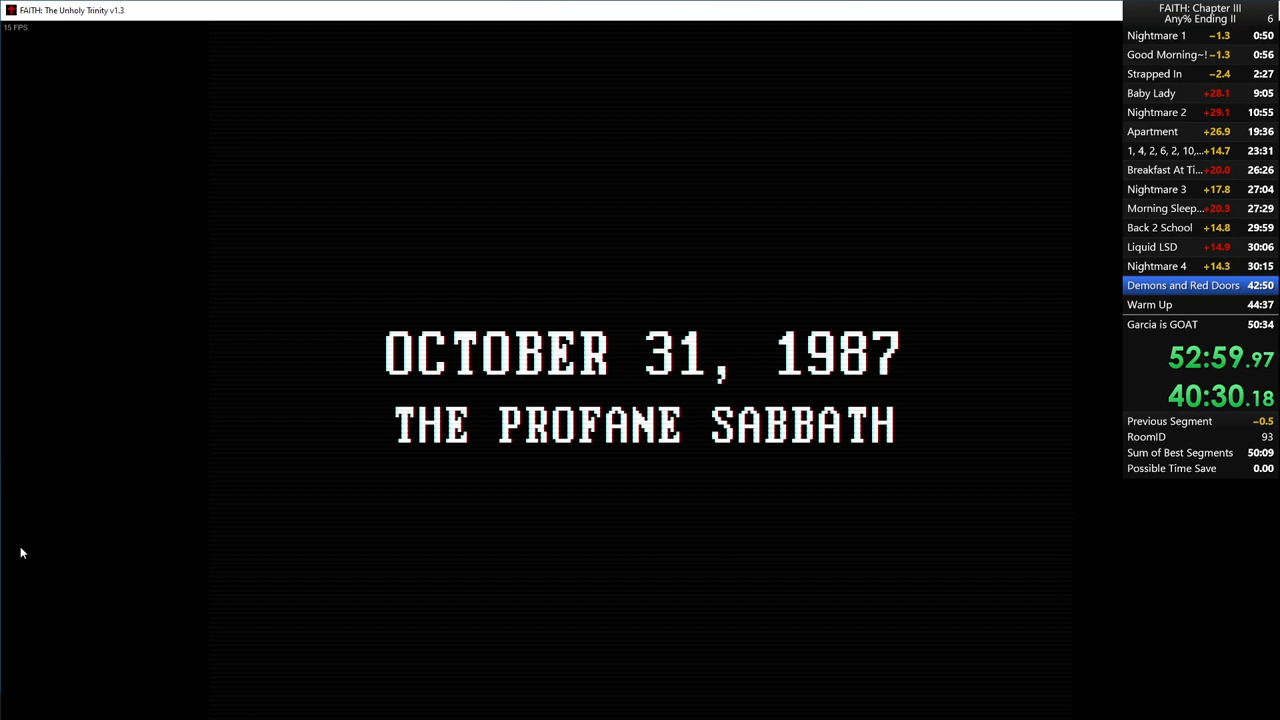 FAITH: The Unholy Trinity v1.3
15 FPS
FAITH: Chapter III
Any% Ending II 6
Nightmare 1 −1.3 0:50
Good Morning~! −1.3 0:56
Strapped In −2.4 2:27
Baby Lady +28.1 9:05
Nightmare 2 +29.1 10:55
Apartment +26.9 19:36
1, 4, 2, 6, 2, 10,... +14.7 23:31
Breakfast At Ti... +20.0 26:26
Nightmare 3 +17.8 27:04
Morning Sleep... +20.3 27:29
Back 2 School +14.8 29:59
Liquid LSD +14.9 30:06
Nightmare 4 +14.3 30:15
Demons and Red Doors 42:50
Warm Up 44:37
Garcia is GOAT 50:34
52:59.97
40:30.18
Previous Segment −0.5
RoomID 93
Sum of Best Segments 50:09
Possible Time Save 0.00
OCTOBER 31, 1987
THE PROFANE SABBATH